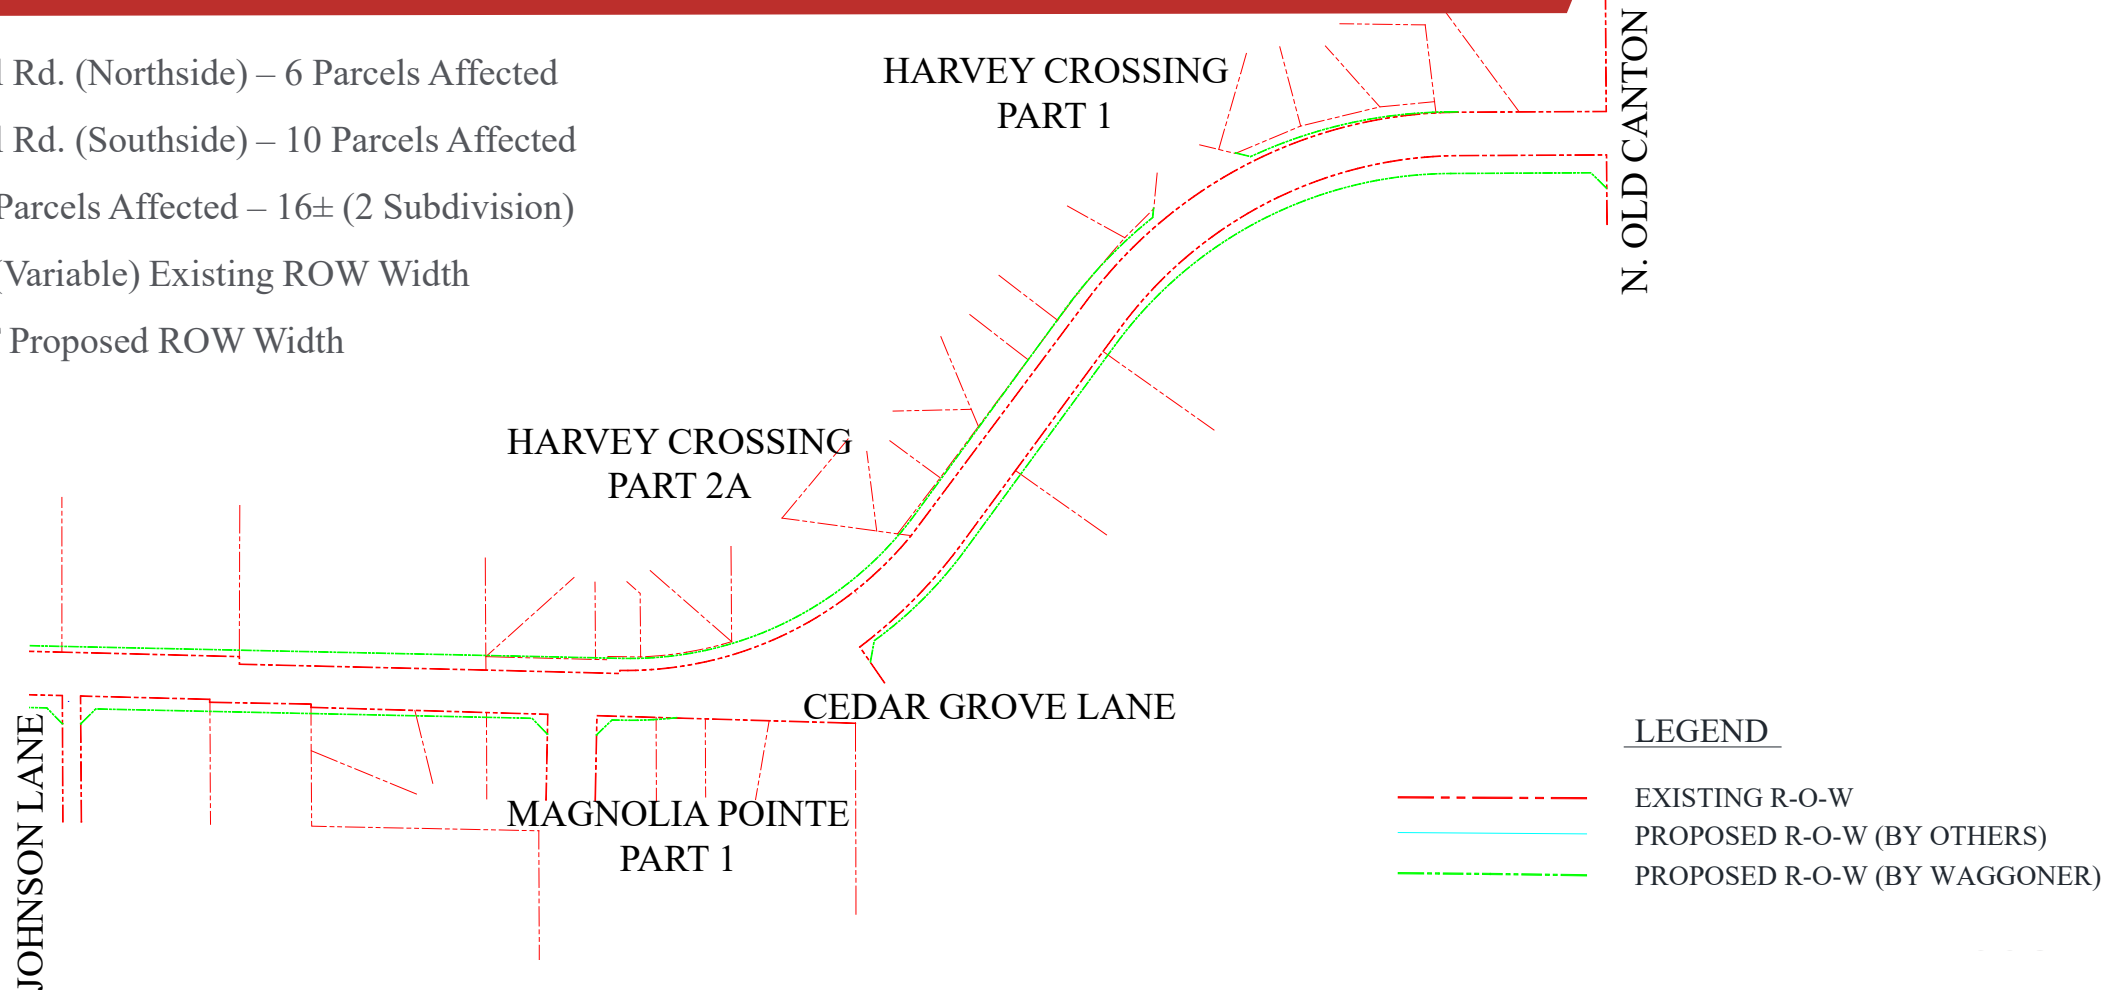 Rd. (Northside) – 6 Parcels Affected
Rd. (Southside) – 10 Parcels Affected
Parcels Affected – 16± (2 Subdivision)
(Variable) Existing ROW Width
Proposed ROW Width
HARVEY CROSSING
PART 1
N. OLD CANTON
HARVEY CROSSING
PART 2A
CEDAR GROVE LANE
MAGNOLIA POINTE
PART 1
JOHNSON LANE
LEGEND
EXISTING R-O-W
PROPOSED R-O-W (BY OTHERS)
PROPOSED R-O-W (BY WAGGONER)